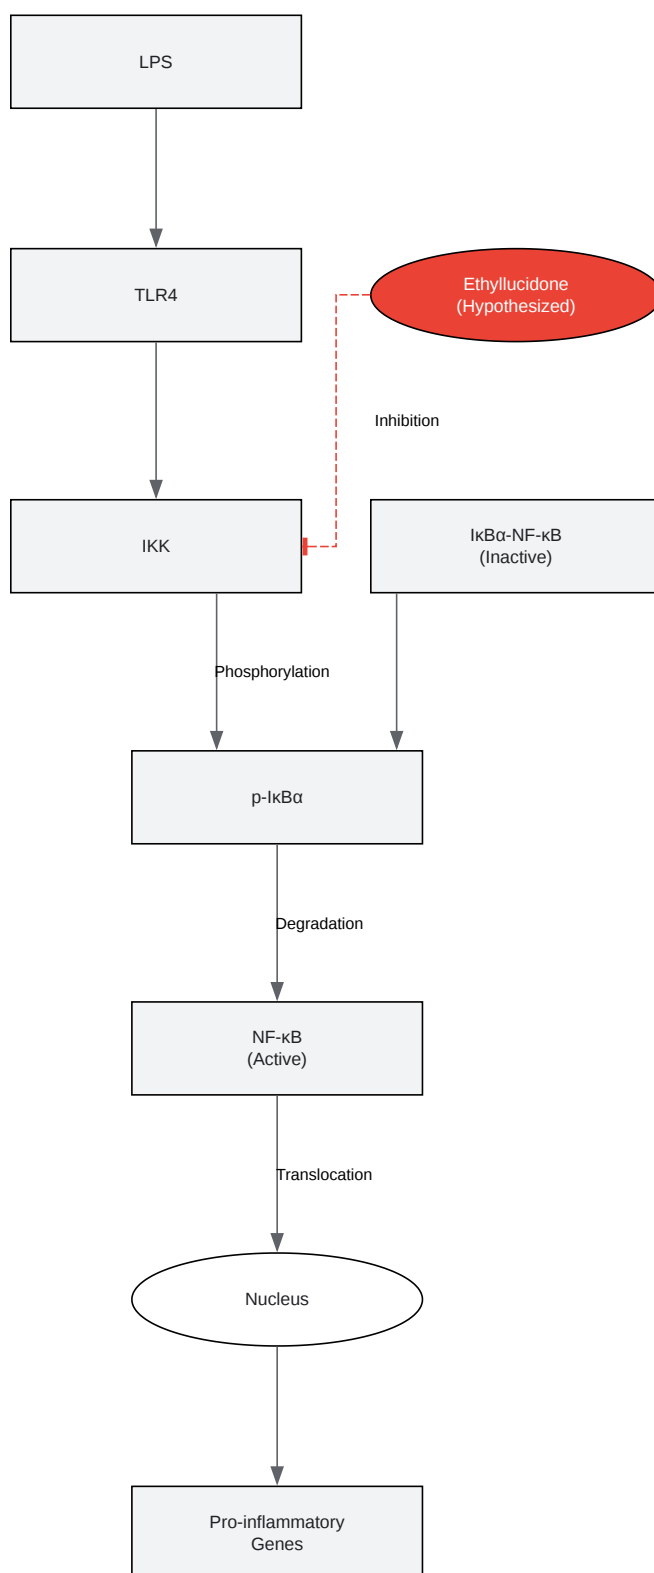 LPS
TLR4
Ethyllucidone
(Hypothesized)
Inhibition
IKK
IκBα-NF-κB
(Inactive)
Phosphorylation
p-IκBα
Degradation
NF-κB
(Active)
Translocation
Nucleus
Pro-inflammatory
Genes